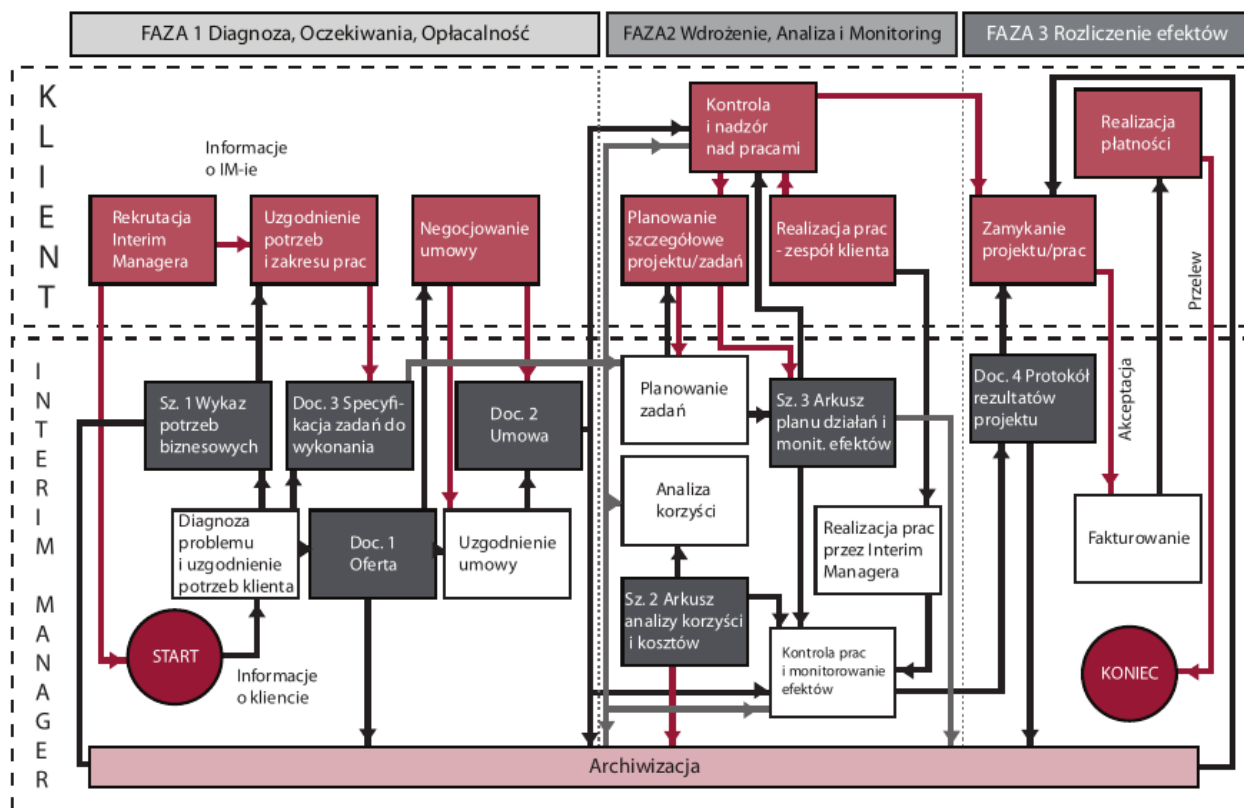 FAZA 1 Diagnoza, Oczekiwania, Opłacalność
FAZA2 Wdrożenie, Analiza i Monitoring
FAZA 3 Rozliczenie efektów
KLIENT
Informacje
o IM-ie
Rekrutacja
Interim
Managera
Uzgodnienie
potrzeb
i zakresu prac
Negocjowanie
umowy
Kontrola
i nadzór
nad pracami
Planowanie
szczegółowe
projektu/zadań
Realizacja prac
- zespół klienta
Realizacja
płatności
Zamykanie
projektu/prac
Przelew
Akceptacja
INTERIM MANAGER
Sz. 1 Wykaz
potrzeb
biznesowych
Doc. 3 Specyfi-
kacja zadań do
wykonania
Doc. 2
Umowa
Planowanie
zadań
Sz. 3 Arkusz
planu działań i
monit. efektów
Doc. 4 Protokół
rezultatów
projektu
Diagnoza
problemu
i uzgodnienie
potrzeb klienta
Doc. 1
Oferta
Uzgodnienie
umowy
Analiza
korzyści
Realizacja prac
przez Interim
Managera
Fakturowanie
START
Informacje
o kliencie
Sz. 2 Arkusz
analizy korzyści
i kosztów
Kontrola prac
i monitorowanie
efektów
KONIEC
Archiwizacja